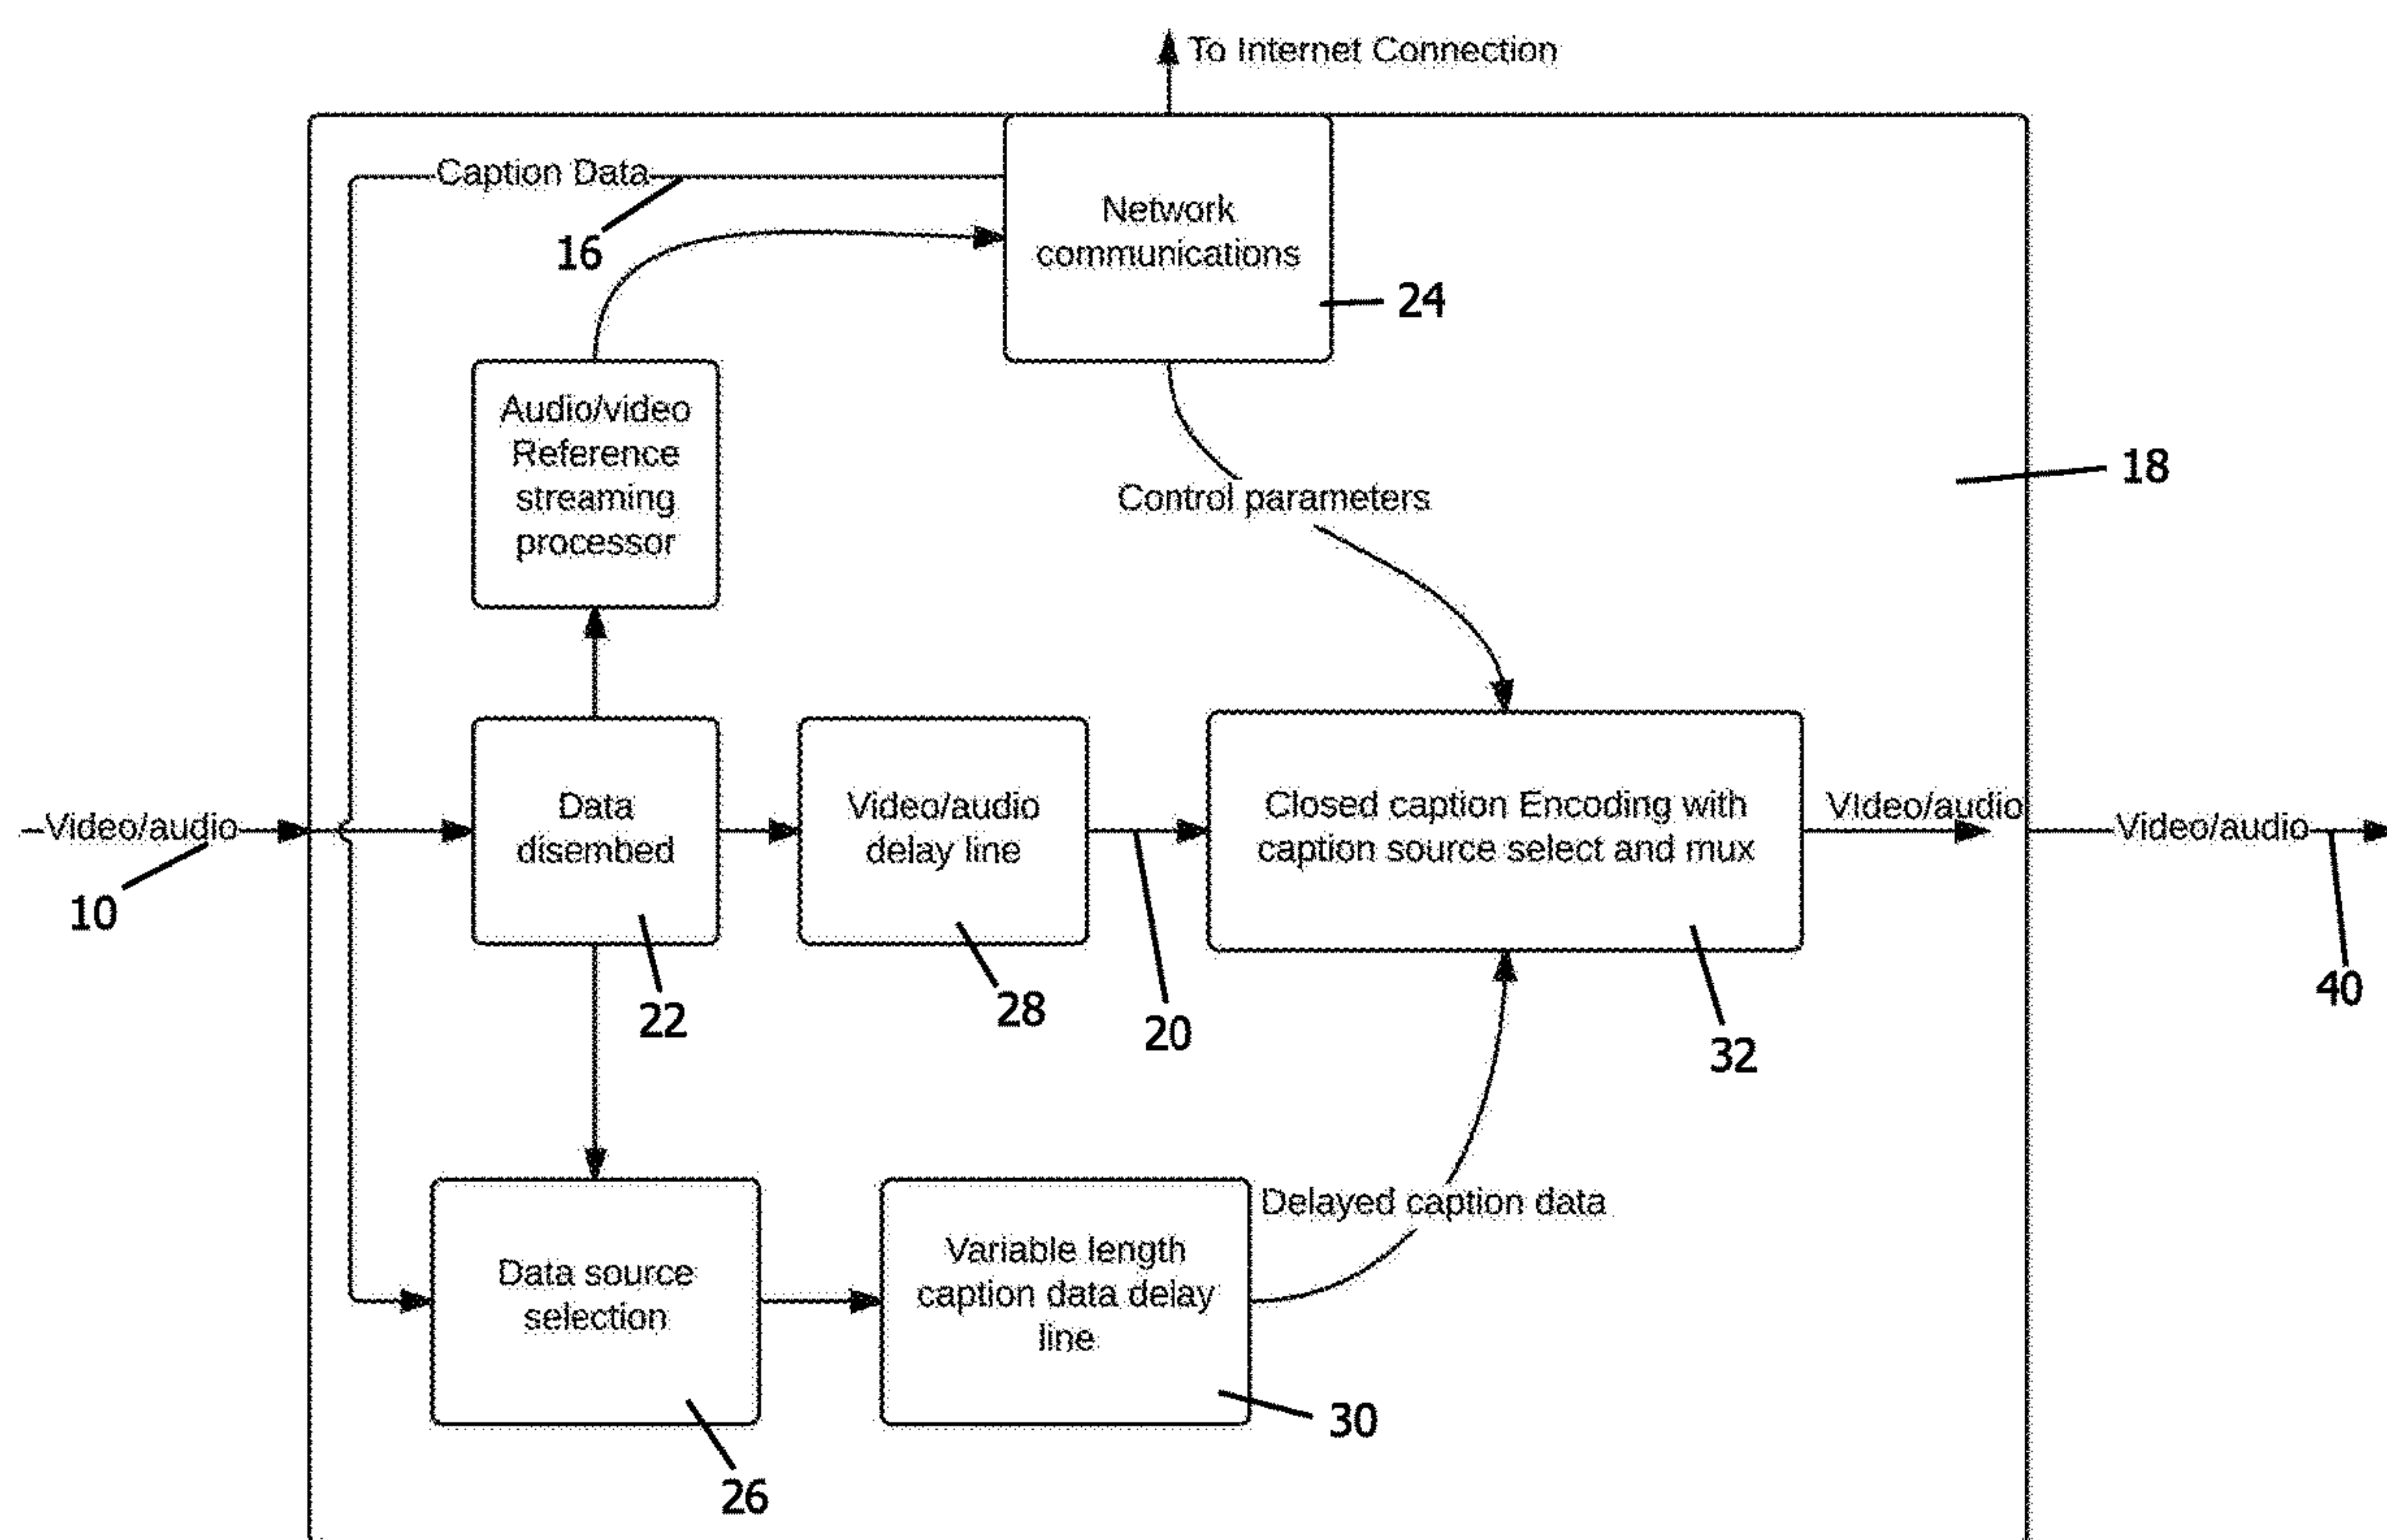 To Internet Connection
Caption Data
16
Network
communications
24
Audio/video
Reference
streaming
processor
Control parameters
18
Video/audio
10
Data
disembed
22
Video/audio
delay line
28
20
Closed caption Encoding with
caption source select and mux
32
VIdeo/audio
Video/audio
40
Data source
selection
26
Variable length
caption data delay
line
30
Delayed caption data